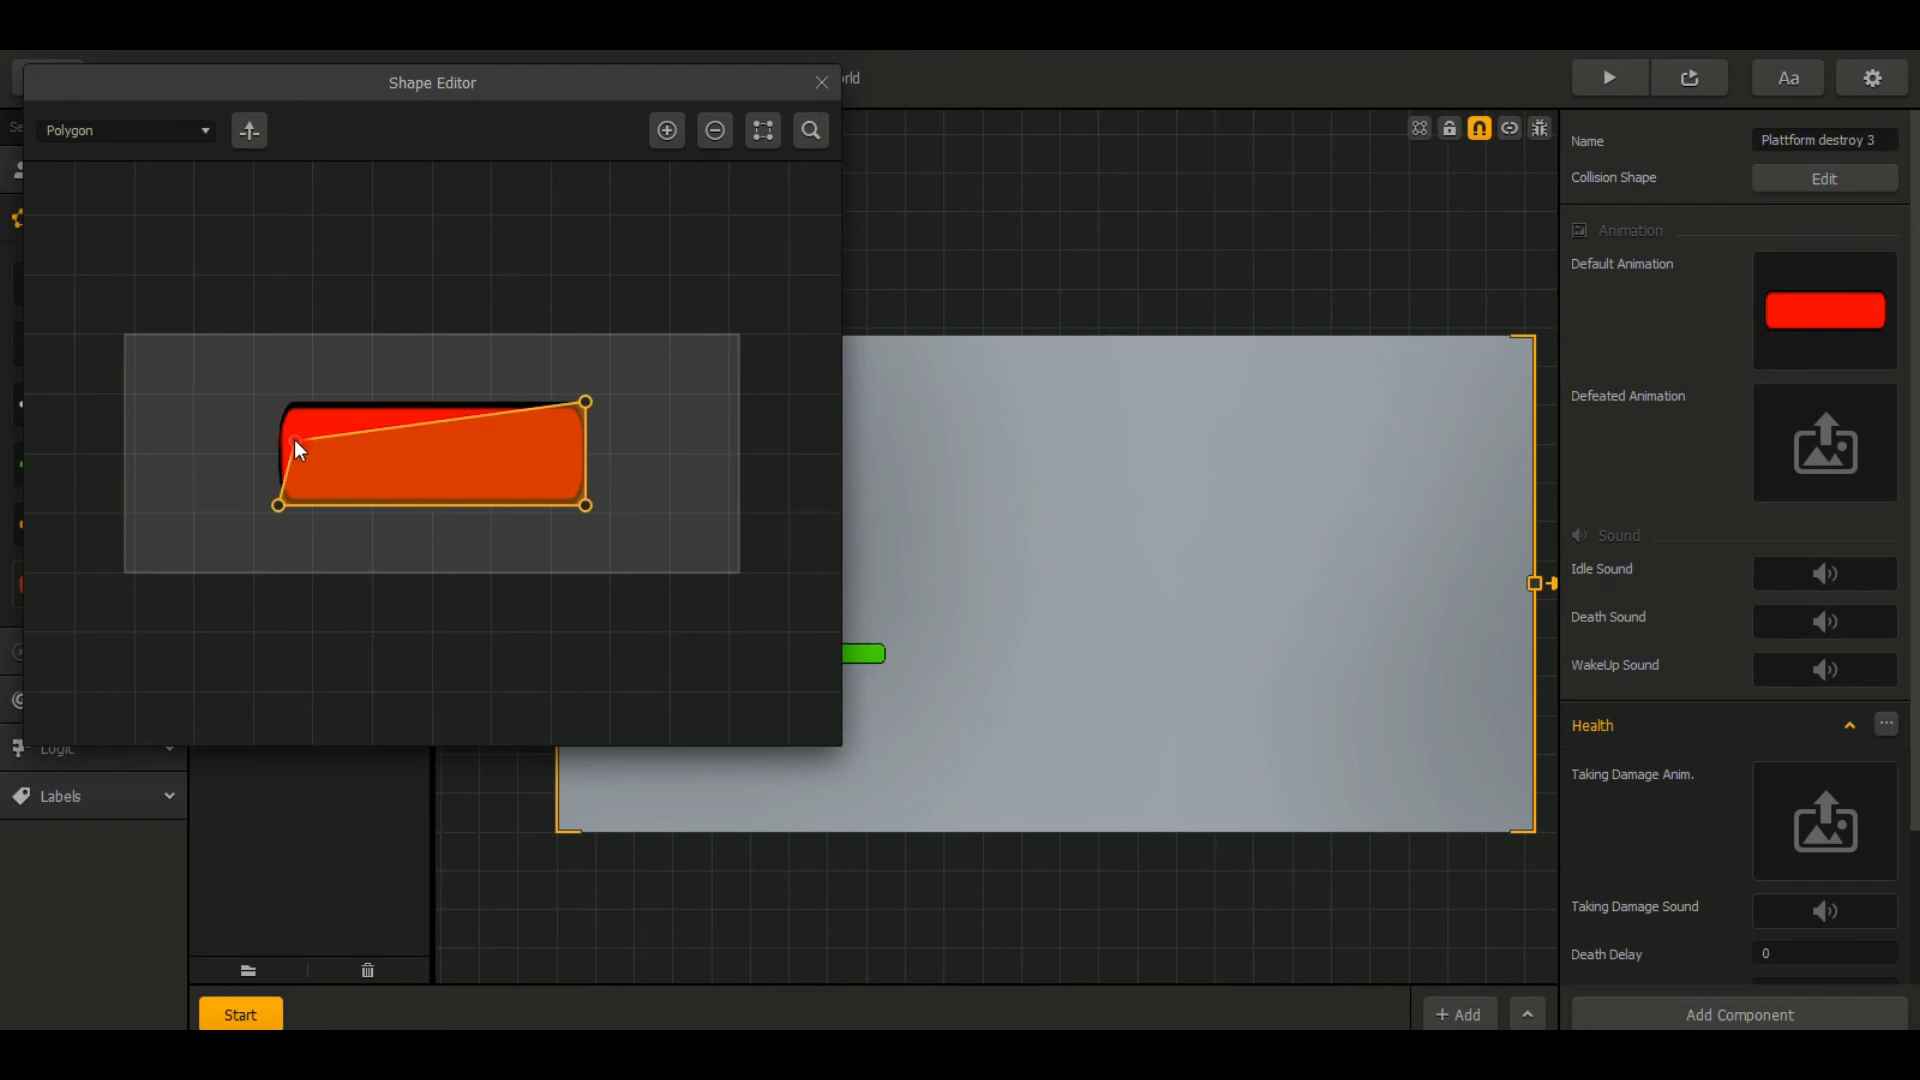 Shape Editor
rld
Aa
Polygon
Se
Name
Plattform destroy 3
Collision Shape
Edit
Animation
Default Animation
Defeated Animation
Sound
Idle Sound
Death Sound
WakeUp Sound
Health
Logic
Taking Damage Anim.
Labels
Taking Damage Sound
Death Delay
0
Start
+ Add
Add Component